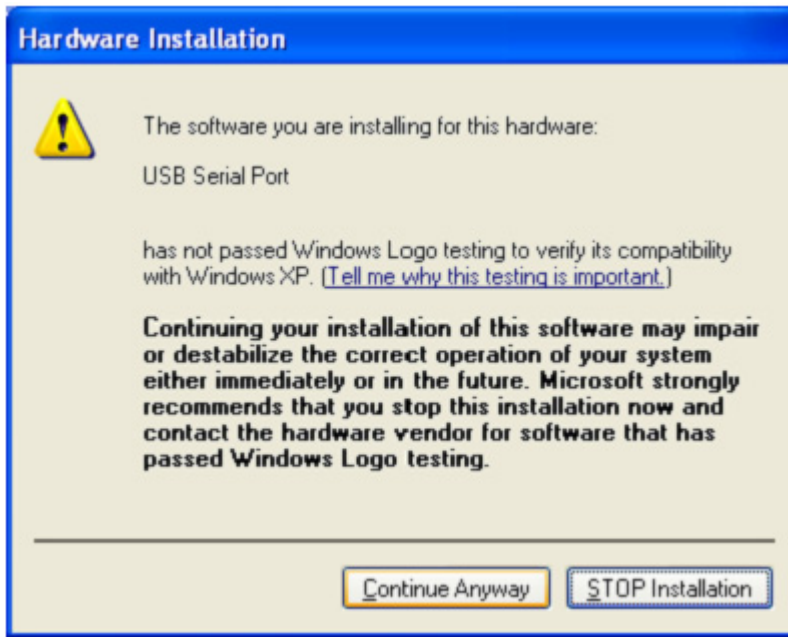 Hardware Installation
The software you are installing for this hardware:
USB Serial Port
has not passed Windows Logo testing to verify its compatibility
with Windows XP. (Tell me why this testing is important.)
Continuing your installation of this software may impair
or destabilize the correct operation of your system
either immediately or in the future. Microsoft strongly
recommends that you stop this installation now and
contact the hardware vendor for software that has
passed Windows Logo testing.
Continue Anyway
STOP Installation